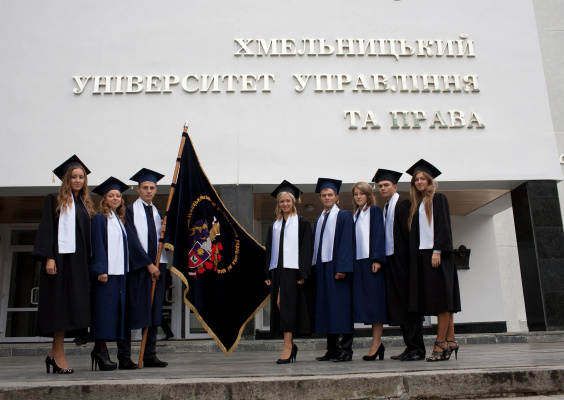 ХМЕЛЬНИЦЬКИЙ
УНІВЕРСИТЕТ УПРАВЛІННЯ
ТА ПРАВА